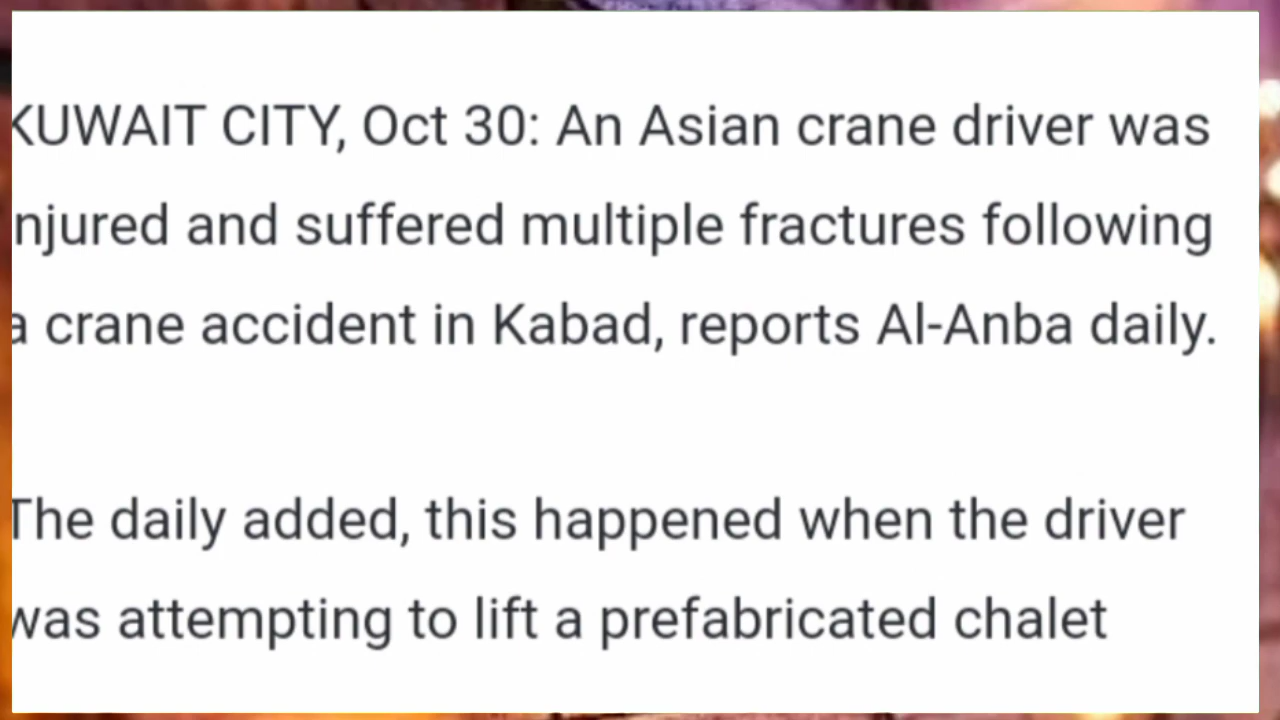 KUWAIT CITY, Oct 30: An Asian crane driver was
injured and suffered multiple fractures following
a crane accident in Kabad, reports Al-Anba daily.
The daily added, this happened when the driver
was attempting to lift a prefabricated chalet